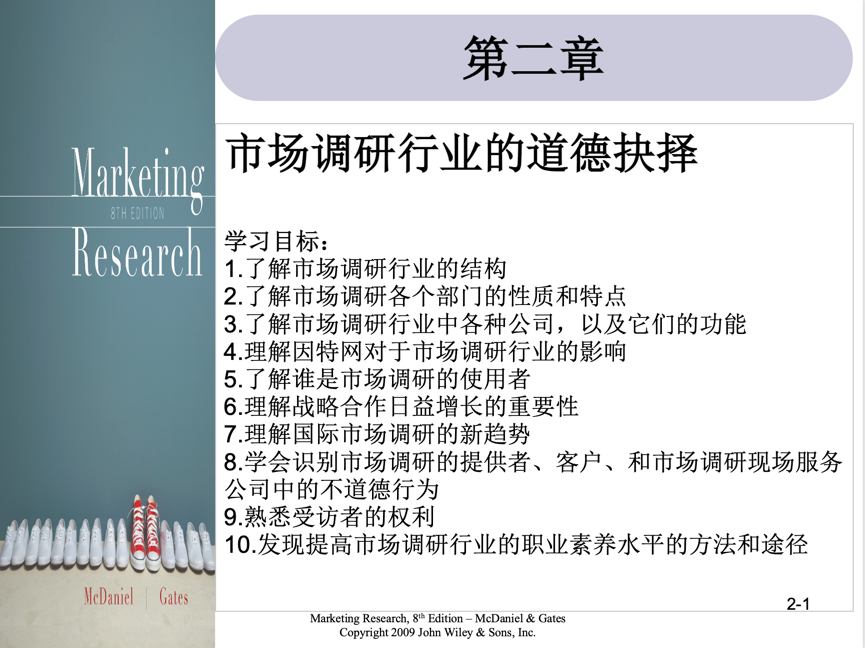 第二章
Marketing
8TH EDITION
Research
McDaniel | Gates
市场调研行业的道德抉择
学习目标：
1.了解市场调研行业的结构
2.了解市场调研各个部门的性质和特点
3.了解市场调研行业中各种公司，以及它们的功能
4.理解因特网对于市场调研行业的影响
5.了解谁是市场调研的使用者
6.理解战略合作日益增长的重要性
7.理解国际市场调研的新趋势
8.学会识别市场调研的提供者、客户、和市场调研现场服务
公司中的不道德行为
9.熟悉受访者的权利
10.发现提高市场调研行业的职业素养水平的方法和途径
2-1
Marketing Research, 8th Edition – McDaniel & Gates
Copyright 2009 John Wiley & Sons, Inc.